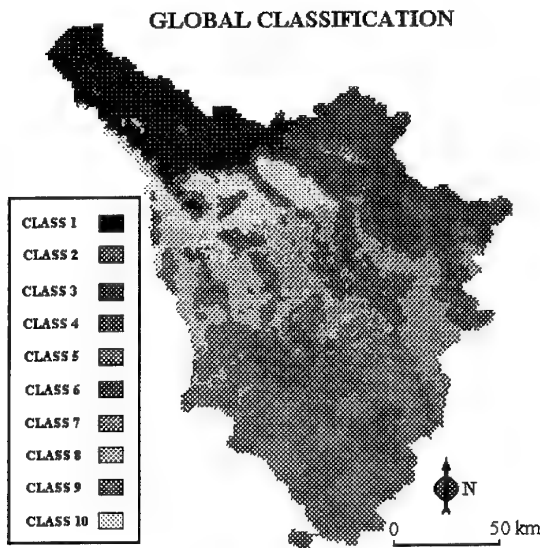 GLOBAL CLASSIFICATION
CLASS 1
CLASS 2
CLASS 3
CLASS 4
CLASS 5
CLASS 6
CLASS 7
CLASS 8
CLASS 9
CLASS 10
N
0 50 km